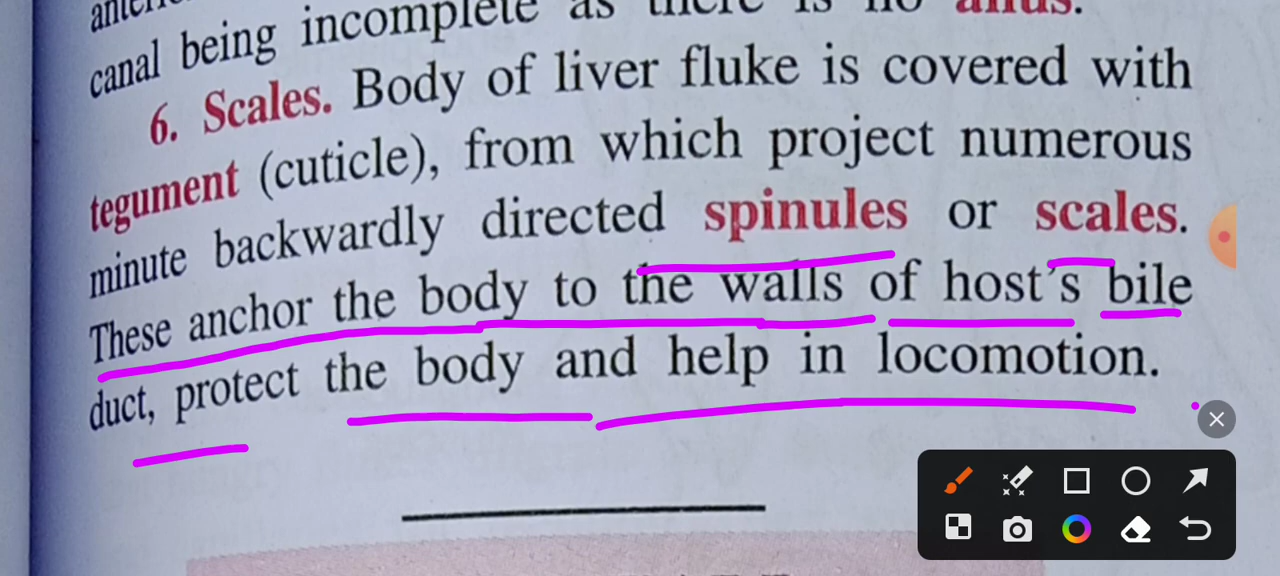 canal being incomplete as there is no anus.
6. Scales. Body of liver fluke is covered with
tegument (cuticle), from which project numerous
minute backwardly directed spinules or scales.
These anchor the body to the walls of host's bile
duct, protect the body and help in locomotion.